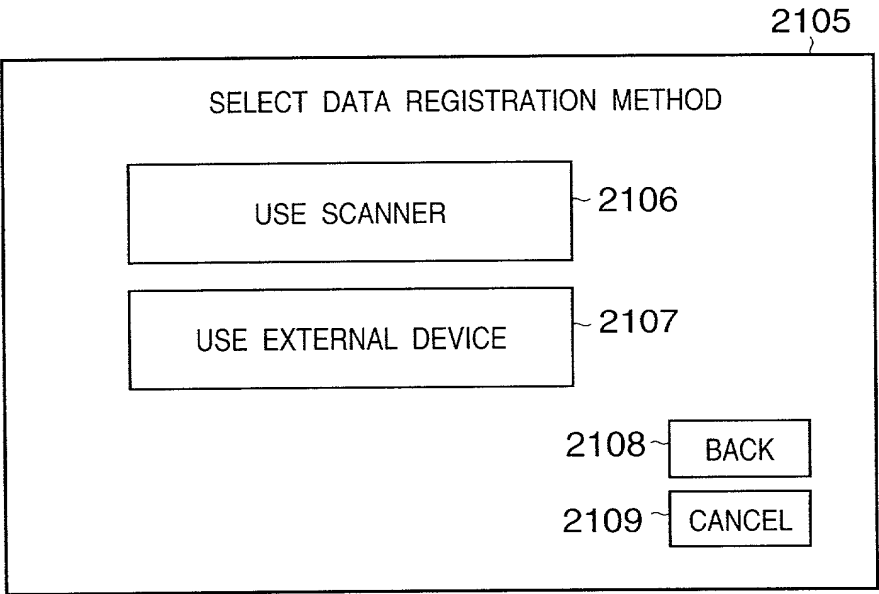 2105
SELECT DATA REGISTRATION METHOD
USE SCANNER
2106
USE EXTERNAL DEVICE
2107
2108
BACK
2109
CANCEL